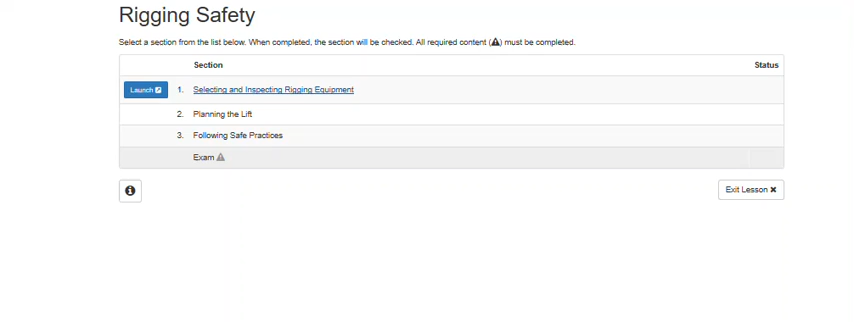 Rigging Safety
Select a section from the list below. When completed, the section will be checked. All required content (⚠) must be completed.
Section Status
Launch 1. Selecting and Inspecting Rigging Equipment
2. Planning the Lift
3. Following Safe Practices
Exam
Exit Lesson ✖